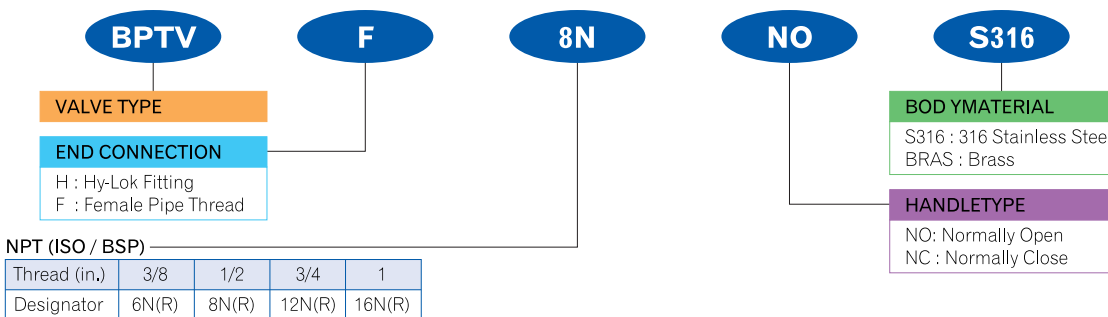 BPTV F 8N NO S316
VALVE TYPE
END CONNECTION
H : Hy-Lok Fitting
F : Female Pipe Thread
NPT (ISO / BSP)
Thread (in.) 3/8 1/2 3/4 1
Designator 6N(R) 8N(R) 12N(R) 16N(R)
BOD YMATERIAL
S316 : 316 Stainless Stee
BRAS : Brass
HANDLETYPE
NO: Normally Open
NC : Normally Close